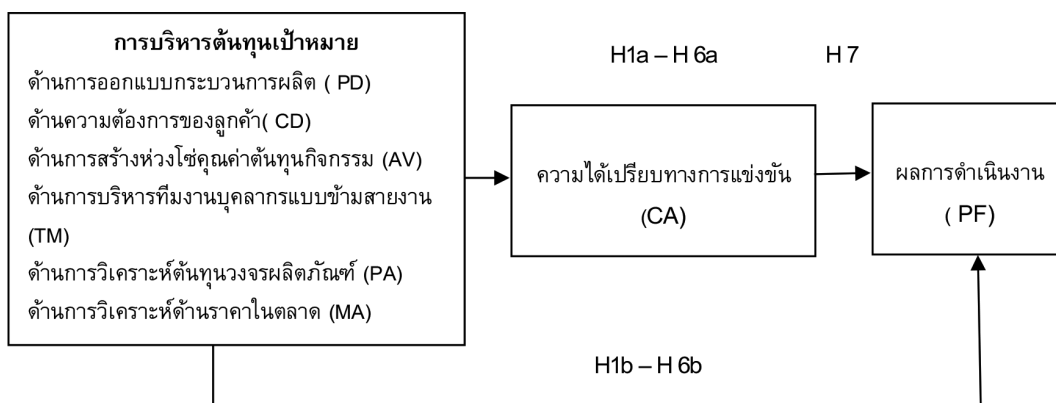 การบริหารต้นทุนเป้าหมาย
ด้านการออกแบบกระบวนการผลิต ( PD)
ด้านความต้องการของลูกค้า( CD)
ด้านการสร้างห่วงโซ่คุณค่าต้นทุนกิจกรรม (AV)
ด้านการบริหารทีมงานบุคลากรแบบข้ามสายงาน
(TM)
ด้านการวิเคราะห์ต้นทุนวงจรผลิตภัณฑ์ (PA)
ด้านการวิเคราะห์ด้านราคาในตลาด (MA)
H1a – H 6a
H 7
ความได้เปรียบทางการแข่งขัน
(CA)
ผลการดำเนินงาน
( PF)
H1b – H 6b